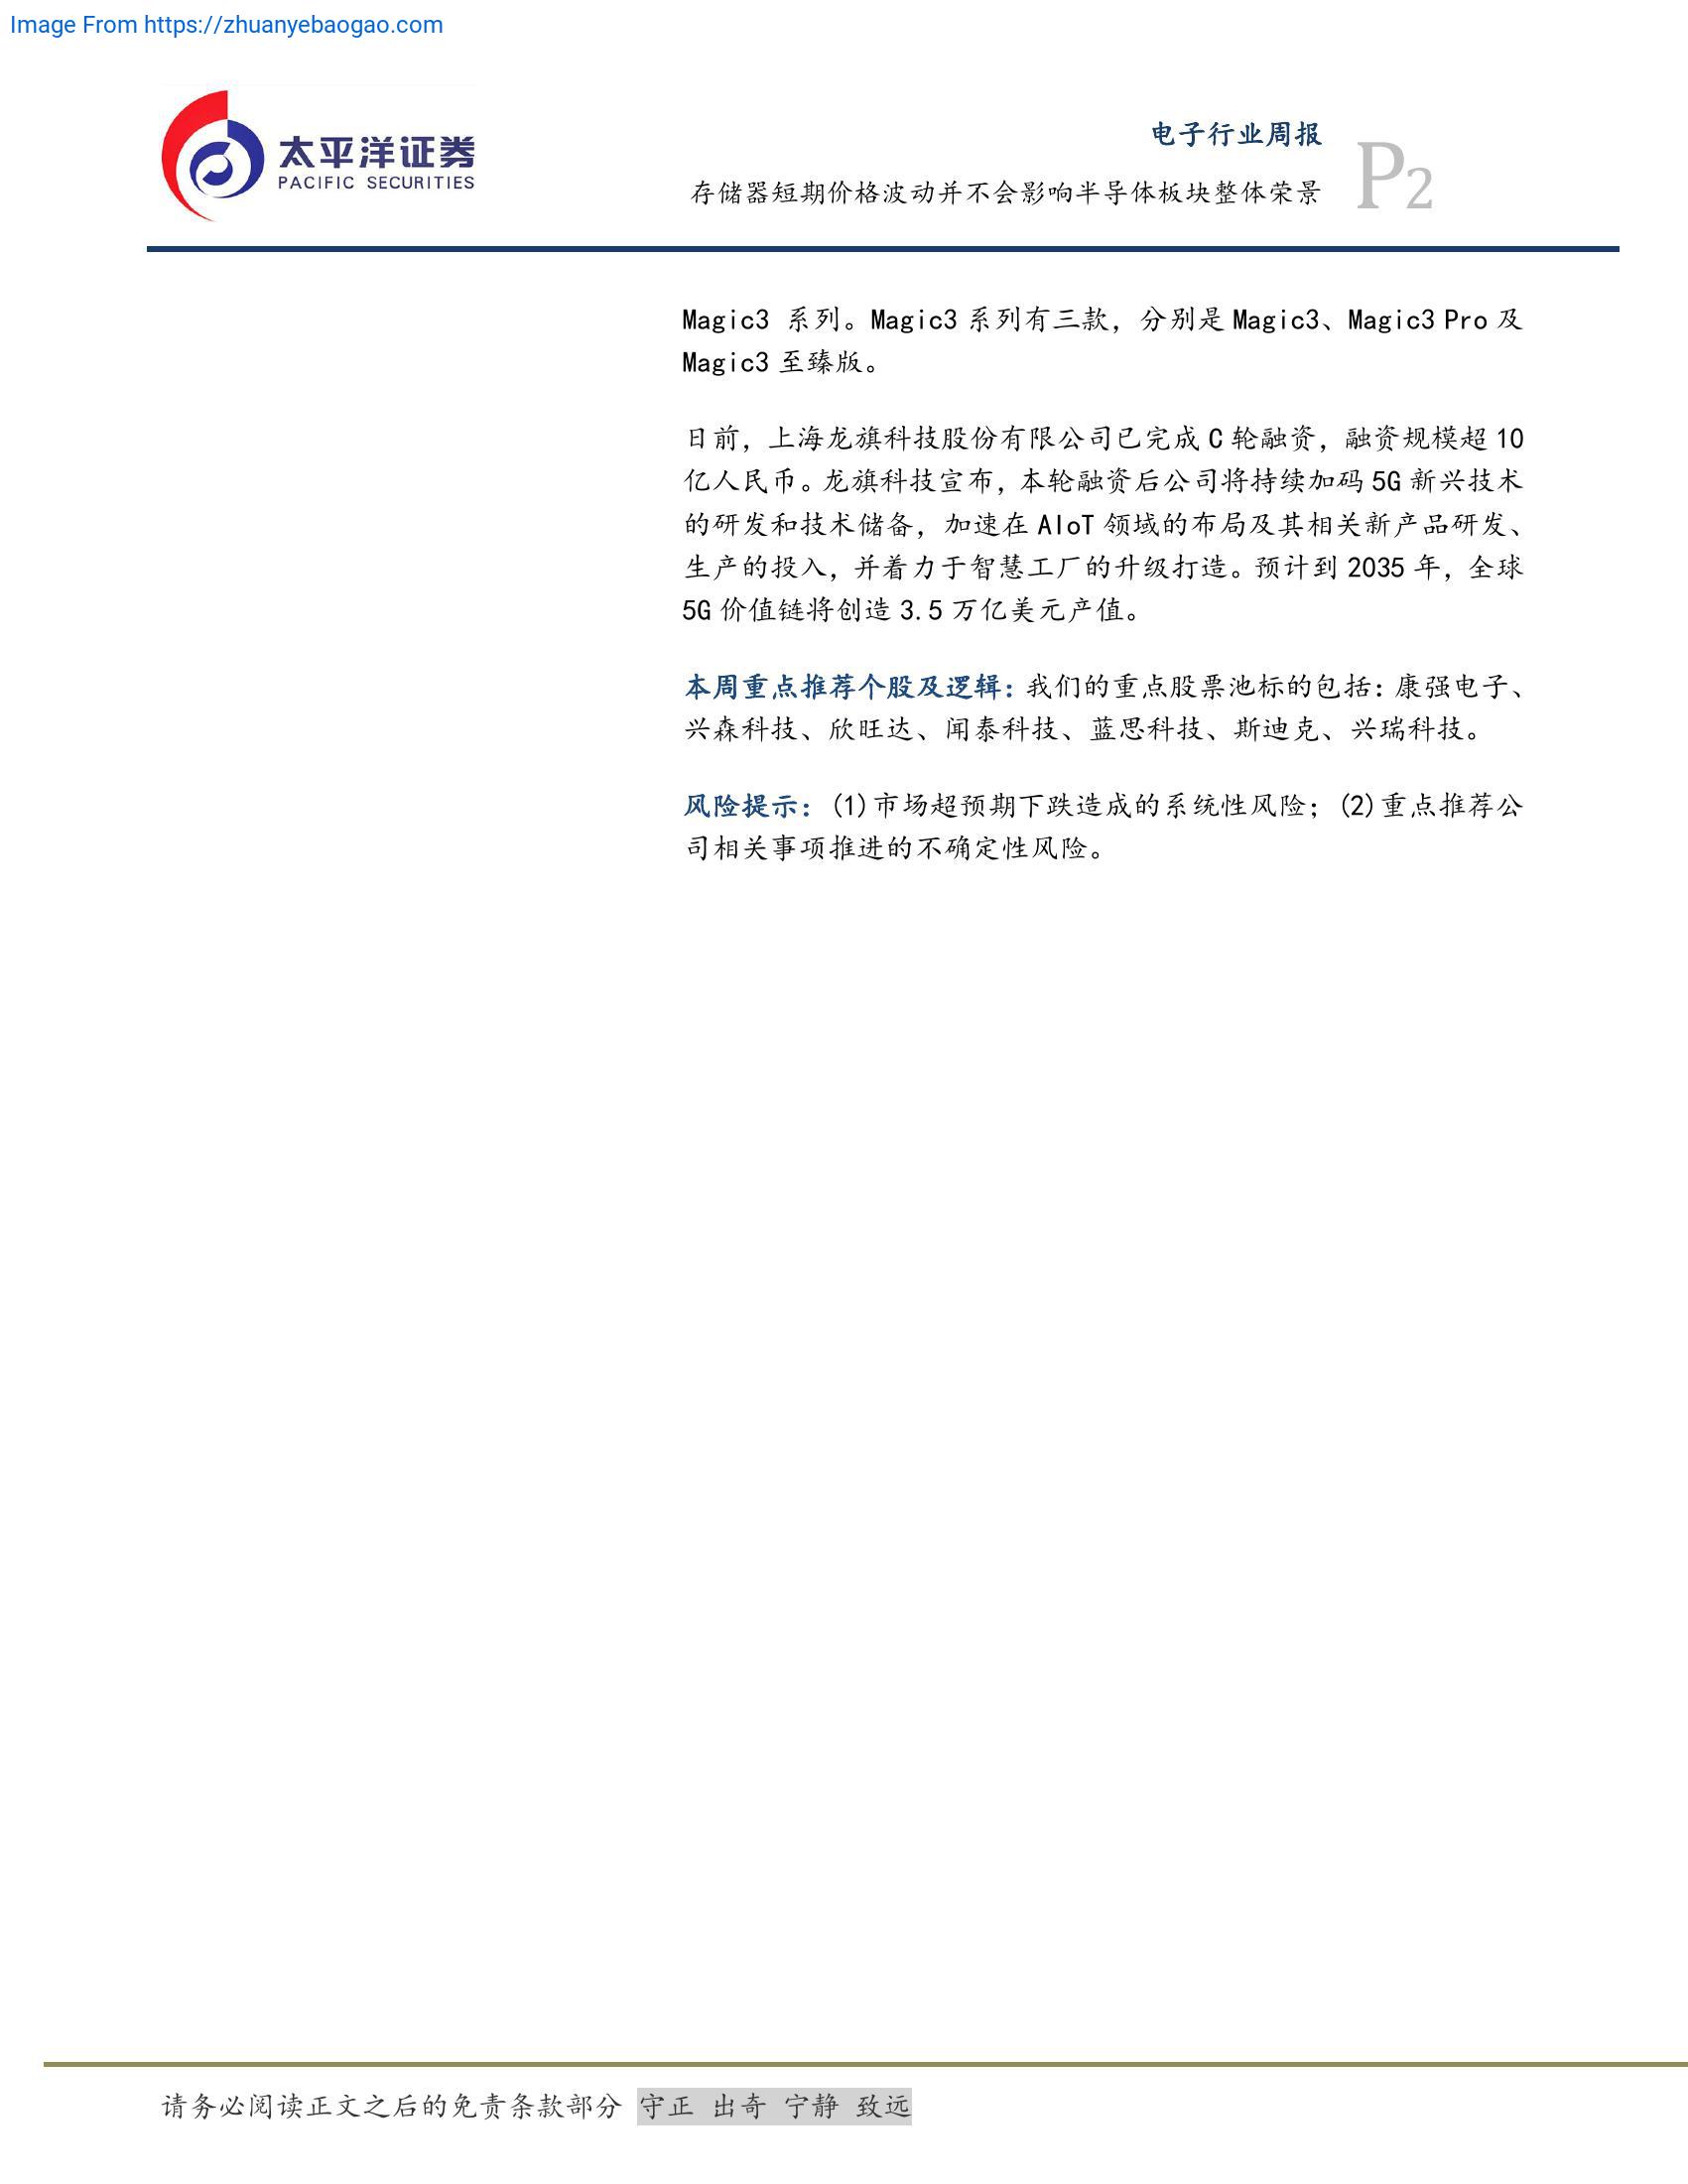 Image From https://zhuanyebaogao.com
太平洋证券
PACIFIC SECURITIES
电子行业周报
存储器短期价格波动并不会影响半导体板块整体荣景
P2
Magic3 系列。Magic3 系列有三款，分别是 Magic3、Magic3 Pro 及
Magic3 至臻版。
日前，上海龙旗科技股份有限公司已完成 C 轮融资，融资规模超 10
亿人民币。龙旗科技宣布，本轮融资后公司将持续加码 5G 新兴技术
的研发和技术储备，加速在 AIoT 领域的布局及其相关新产品研发、
生产的投入，并着力于智慧工厂的升级打造。预计到 2035 年，全球
5G 价值链将创造 3.5 万亿美元产值。
本周重点推荐个股及逻辑：我们的重点股票池标的包括：康强电子、
兴森科技、欣旺达、闻泰科技、蓝思科技、斯迪克、兴瑞科技。
风险提示：(1)市场超预期下跌造成的系统性风险；(2)重点推荐公
司相关事项推进的不确定性风险。
请务必阅读正文之后的免责条款部分 守正 出奇 宁静 致远